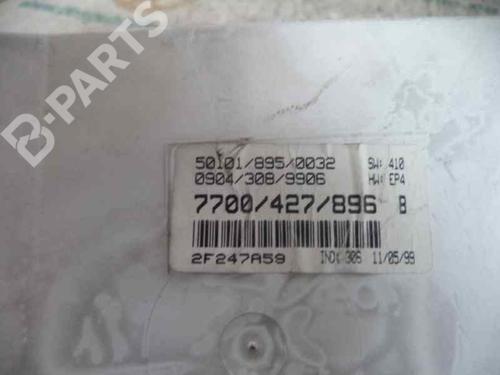 B-PARTS
50101/895/0032 SW: 410
0904/308/9906 HW: EP4
7700/427/896 B
2F247A59 IND: 306 11/05/99